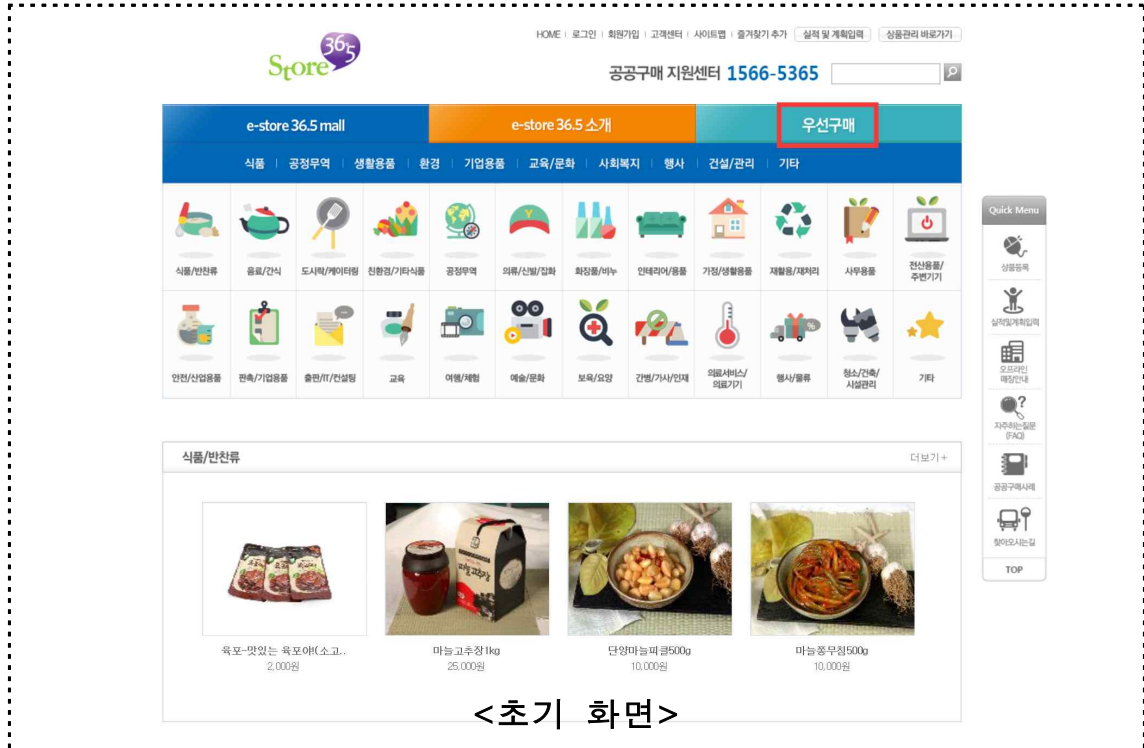 Store 36.5
HOME 로그인 회원가입 고객센터 사이트맵 즐겨찾기 추가 실적 및 계획입력 상품관리 바로가기
공공구매 지원센터 1566-5365
e-store 36.5 mall e-store 36.5 소개 우선구매
식품 공정무역 생활용품 환경 기업용품 교육/문화 사회복지 행사 건설/관리 기타
식품/반찬류 음료/간식 도시락/케이터링 친환경/기타식품 공정무역 의류/신발/잡화 화장품/비누 인테리어/용품 가정/생활용품 재활용/재처리 사무용품 전산용품/
주변기기
안전/산업용품 판촉/기업용품 출판/IT/컨설팅 교육 여행/체험 예술/문화 보육/요양 간병/가사/인재 의료서비스/
의료기기 행사/물류 청소/건축/
시설관리 기타
Quick Menu
상품등록
실적및계획입력
오프라인
매장안내
자주하는질문
(FAQ)
공공구매사례
찾아오시는길
TOP
식품/반찬류 더보기+
육포-맛있는 육포야!(소고.. 마늘고추장1kg 단양마늘피클500g 마늘쫑무침500g
2,000원 25,000원 10,000원 10,000원
<초기 화면>